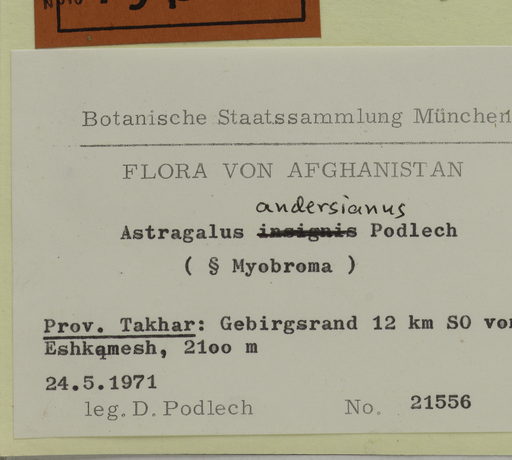 Botanische Staatssammlung München
FLORA VON AFGHANISTAN
andersianus
Astragalus insignis Podlech
( § Myobroma )
Prov. Takhar: Gebirgsrand 12 km SO von
Eshkamesh, 21oo m
24.5.1971
leg. D. Podlech No. 21556